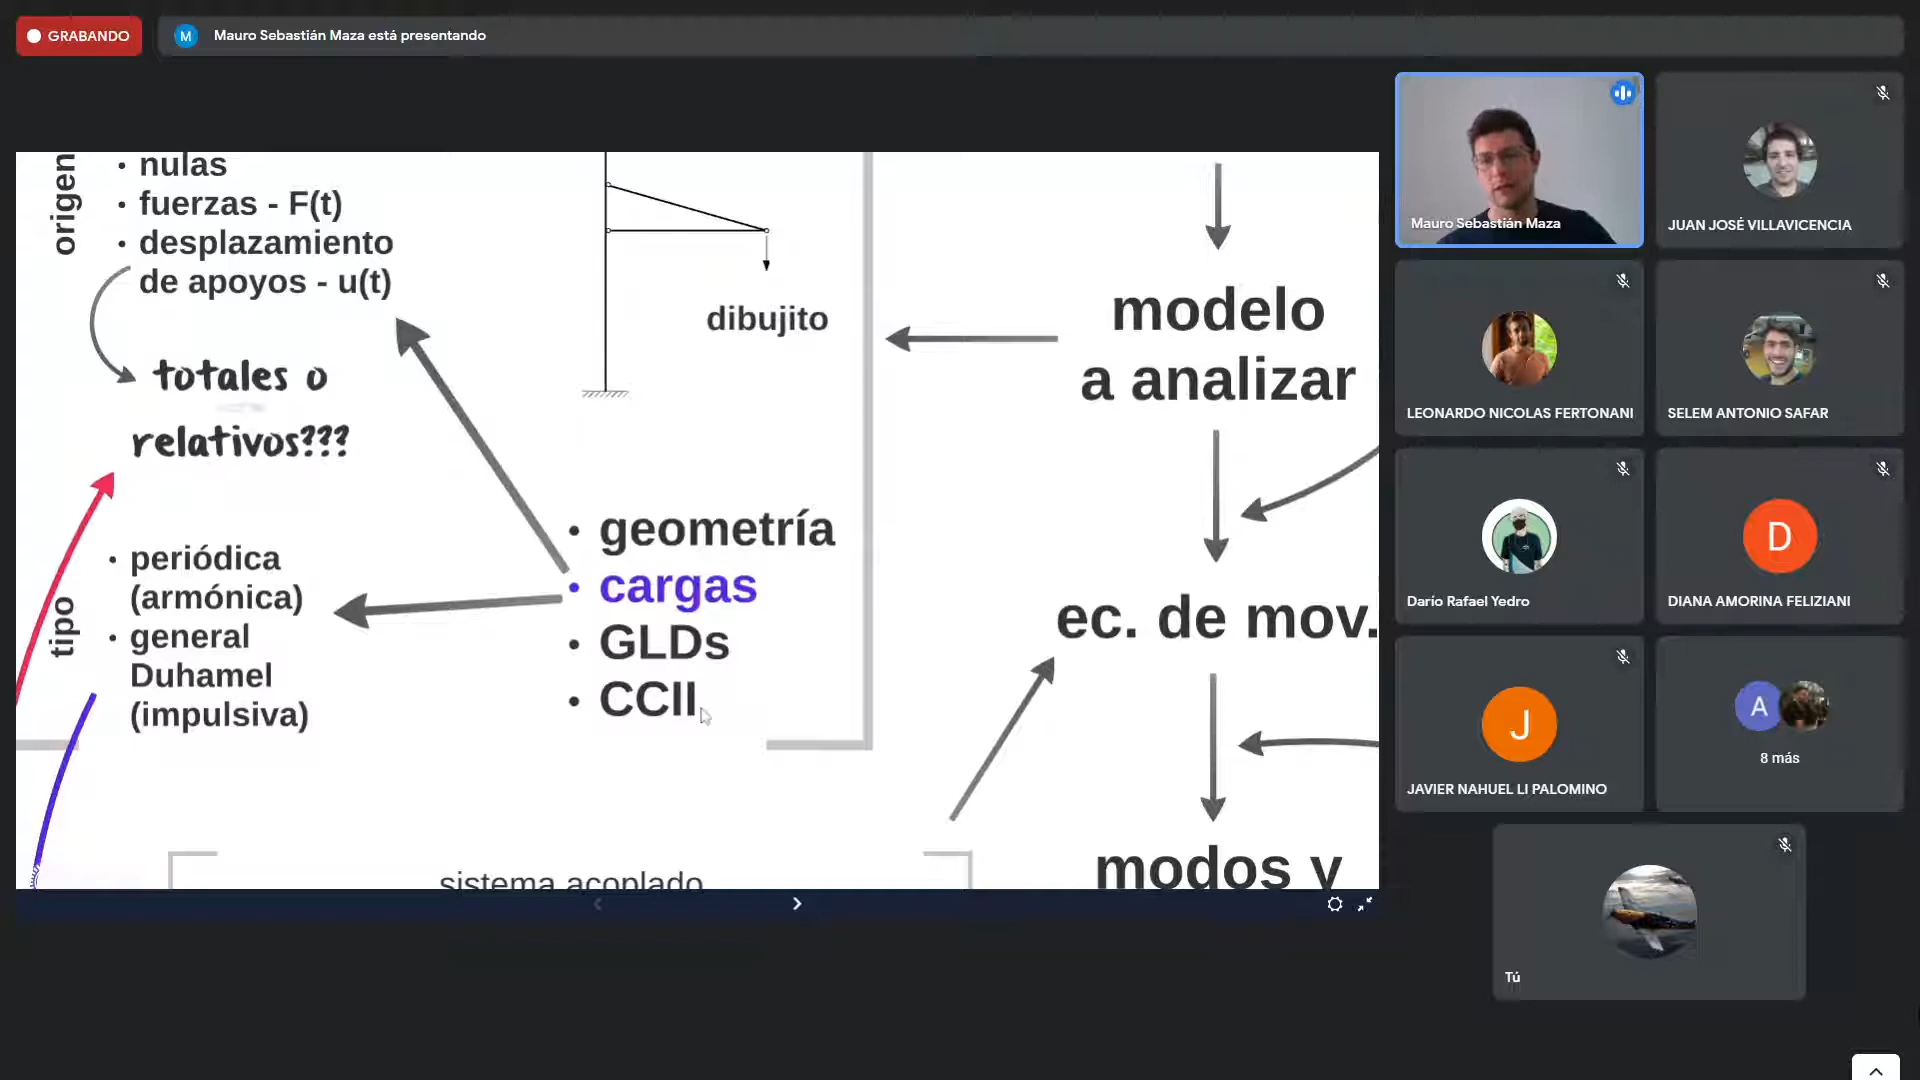 GRABANDO
M
Mauro Sebastián Maza está presentando
origen
• nulas
• fuerzas - F(t)
• desplazamiento
de apoyos - u(t)
totales o
relativos???
tipo
• periódica
(armónica)
• general
Duhamel
(impulsiva)
dibujito
• geometría
• cargas
• GLDs
• CCII
modelo
a analizar
ec. de mov.
modos y
sistema acoplado
Mauro Sebastián Maza
JUAN JOSÉ VILLAVICENCIA
LEONARDO NICOLAS FERTONANI
SELEM ANTONIO SAFAR
Darío Rafael Yedro
D
DIANA AMORINA FELIZIANI
J
JAVIER NAHUEL LI PALOMINO
A
8 más
Tú